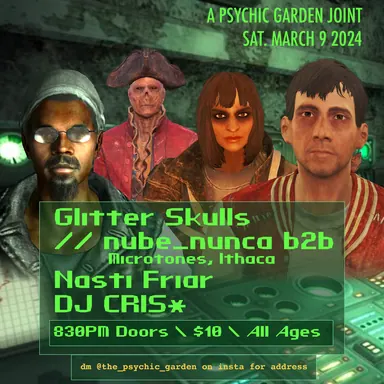 A PSYCHIC GARDEN JOINT
SAT. MARCH 9 2024
Glitter Skulls
// nube_nunca b2b
Microtones, Ithaca
Nasti Friar
DJ CRIS*
830PM Doors \ $10 \ All Ages
dm @the_psychic_garden on insta for address